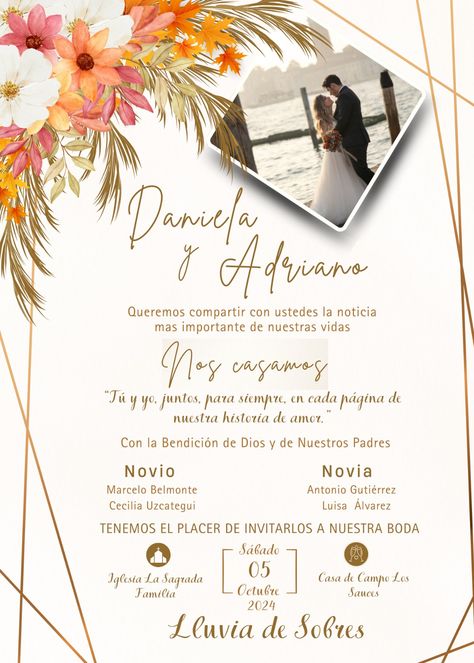 Daniela
y
Adriano
Queremos compartir con ustedes la noticia
mas importante de nuestras vidas
Nos casamos
"Tú y yo, juntos, para siempre, en cada página de
nuestra historia de amor."
Con la Bendición de Dios y de Nuestros Padres
Novio
Marcelo Belmonte
Cecilia Uzcategui
Novia
Antonio Gutiérrez
Luisa Álvarez
TENEMOS EL PLACER DE INVITARLOS A NUESTRA BODA
Iglesia La Sagrada
Familia
Sábado
05
Octubre
2024
Casa de Campo Los
Sauces
Lluvia de Sobres